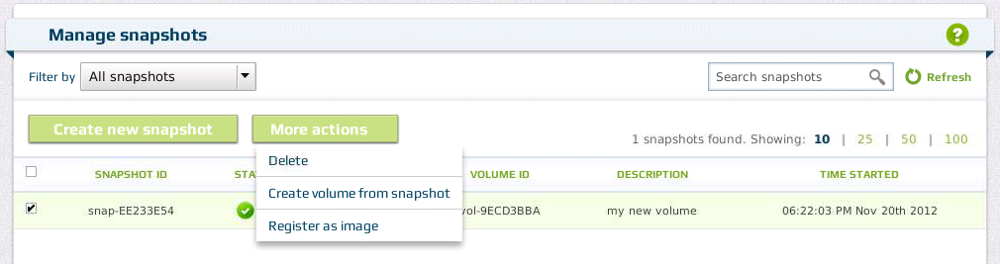 Manage snapshots
?
Filter by All snapshots Search snapshots Refresh
Create new snapshot More actions
1 snapshots found. Showing: 10 | 25 | 50 | 100
Delete
SNAPSHOT ID VOLUME ID DESCRIPTION TIME STARTED
Create volume from snapshot
snap-EE233E54 vol-9ECD3BBA my new volume 06:22:03 PM Nov 20th 2012
Register as image